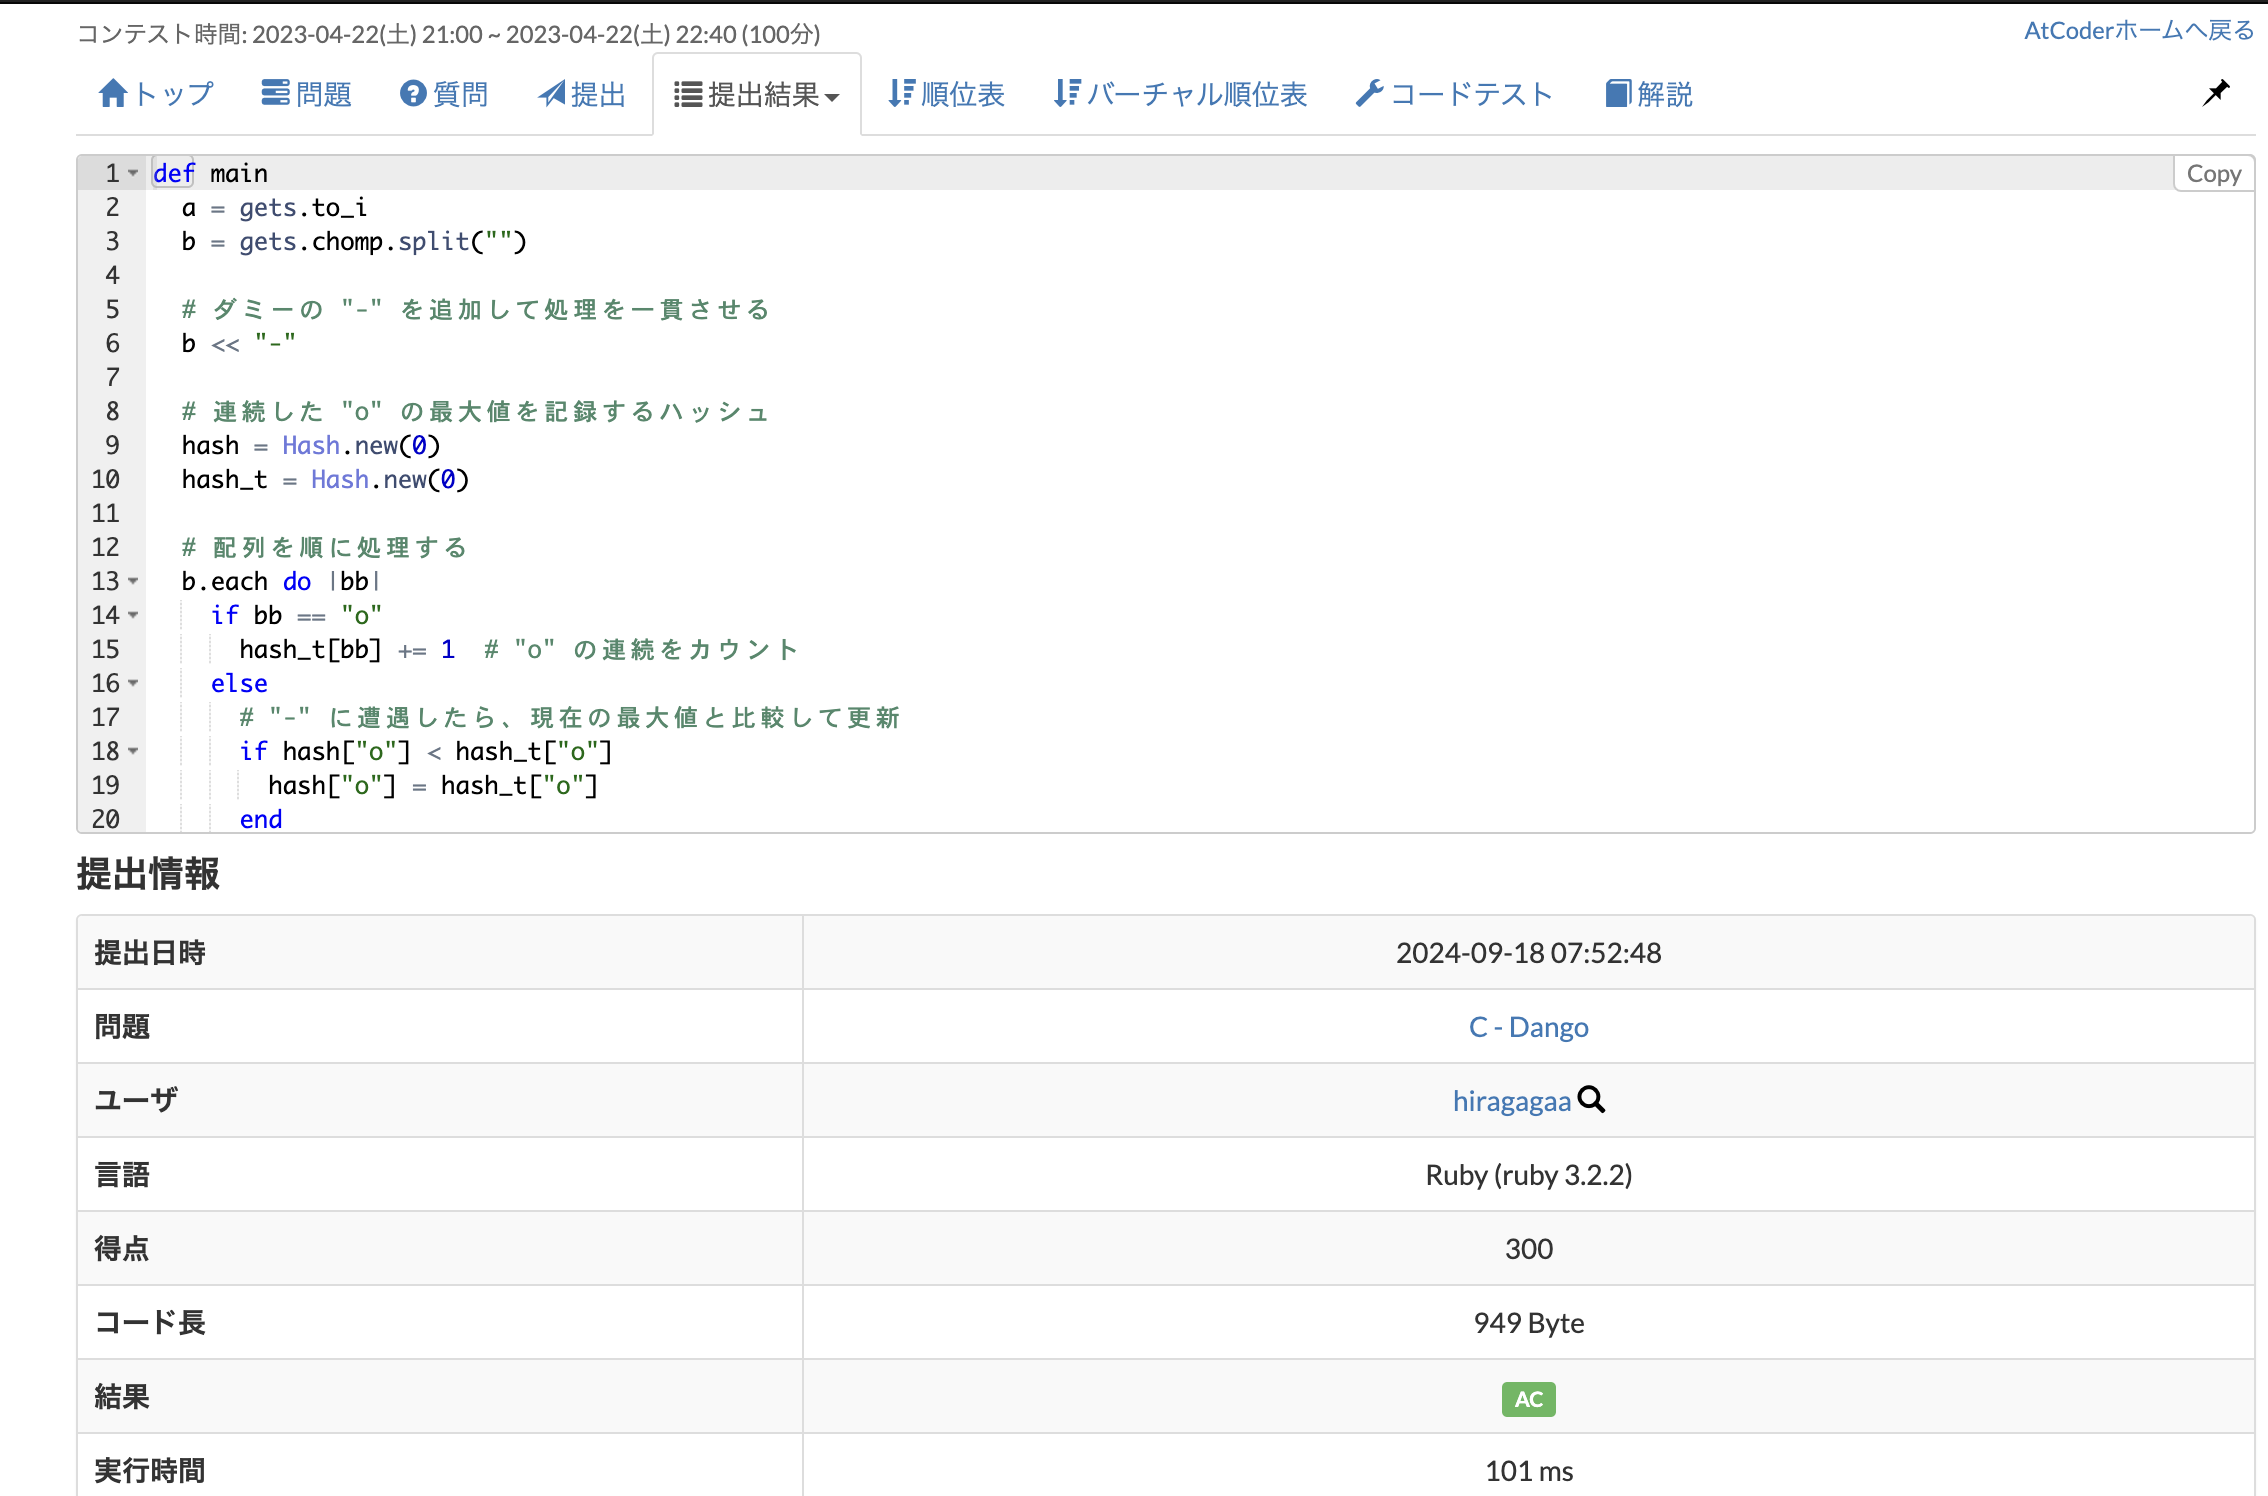 コンテスト時間: 2023-04-22(土) 21:00 ~ 2023-04-22(土) 22:40 (100分)
AtCoderホームへ戻る
トップ 問題 質問 提出 提出結果 順位表 バーチャル順位表 コードテスト 解説
Copy
1 def main
2   a = gets.to_i
3   b = gets.chomp.split("")
4
5   # ダミーの "-" を追加して処理を一貫させる
6   b << "-"
7
8   # 連続した "o" の最大値を記録するハッシュ
9   hash = Hash.new(0)
10   hash_t = Hash.new(0)
11
12   # 配列を順に処理する
13   b.each do |bb|
14     if bb == "o"
15       hash_t[bb] += 1  # "o" の連続をカウント
16     else
17       # "-" に遭遇したら、現在の最大値と比較して更新
18       if hash["o"] < hash_t["o"]
19         hash["o"] = hash_t["o"]
20       end
提出情報
提出日時 2024-09-18 07:52:48
問題 C - Dango
ユーザ hiragagaa
言語 Ruby (ruby 3.2.2)
得点 300
コード長 949 Byte
結果 AC
実行時間 101 ms